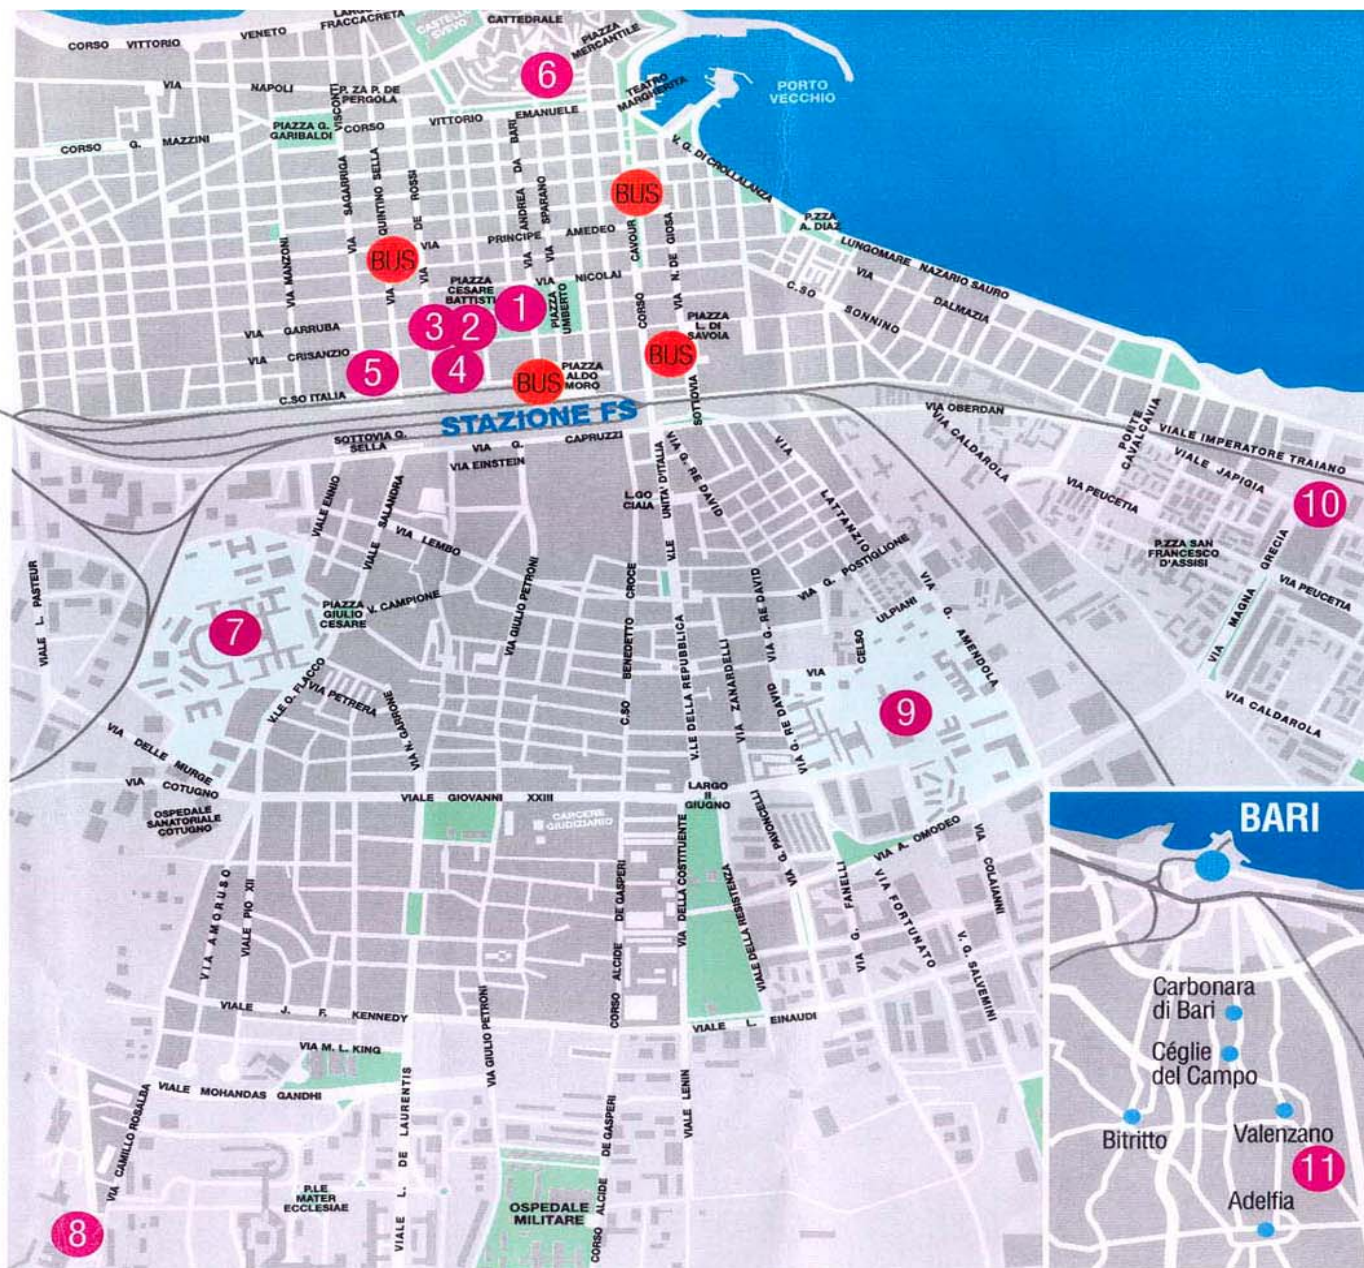 LARGO
FRACCACRETA
CASTELLO
SVEVO
CATTEDRALE
PIAZZA
MERCANTILE
CORSO VITTORIO VENETO
6
PORTO
VECCHIO
TEATRO
MARGHERITA
VIA NAPOLI
P.ZA P. DE
PERGOLA
VISCONTI
PIAZZA G.
GARIBALDI
CORSO VITTORIO EMANUELE
CORSO G. MAZZINI
V. G. DI CROLLALANZA
SAGARRIGA
VIA
VIA QUINTINO SELLA
VIA DE ROSSI
VIA ANDREA DA BARI
VIA SPARANO
BUS
CORSO CAVOUR
VIA N. DE GIOSA
P.ZZA
A. DIAZ
LUNGOMARE NAZARIO SAURO
VIA DALMAZIA
C.SO SONNINO
VIA PRINCIPE AMEDEO
BUS
VIA MANZONI
VIA NICOLAI
PIAZZA
CESARE
BATTISTI
1
PIAZZA
UMBERTO
3
2
VIA GARRUBA
VIA CRISANZIO
PIAZZA
L. DI
SAVOIA
BUS
5
4
BUS
PIAZZA
ALDO
MORO
C.SO ITALIA
STAZIONE FS
SOTTOVIA
SOTTOVIA Q.
SELLA
VIA G. CAPRUZZI
VIA EINSTEIN
VIA OBERDAN
VIA CALDAROLA
PORTE
CAVALCAVIA
VIALE IMPERATORE TRAIANO
VIALE JAPIGIA
VIA PEUCETIA
10
VIALE ENNIO
VIALE SALANDRA
VIA LEMBO
L.GO
CIAIA
V.LE UNITA' D'ITALIA
VIA G. RE DAVID
VIA LATTANZIO
P.ZZA SAN
FRANCESCO
D'ASSISI
VIA MAGNA GRECIA
VIA PEUCETIA
VIA G. POSTIGLIONE
VIALE L. PASTEUR
7
PIAZZA
GIULIO
CESARE
V. CAMPIONE
VIA GIULIO PETRONI
C.SO BENEDETTO CROCE
V.LE DELLA REPUBBLICA
VIA ZANARDELLI
VIA G. RE DAVID
VIA CELSO ULPIANI
VIA G. AMENDOLA
VIA G. RE DAVID
9
VIA CALDAROLA
V.LE O. FLACCO
VIA PETRERA
VIA N. GARRONE
VIA DELLE MURGE
VIA COTUGNO
OSPEDALE
SANATORIALE
COTUGNO
VIALE GIOVANNI XXIII
CARCERE
GIUDIZIARIO
LARGO
II
GIUGNO
VIA G. PAVONCELLI
VIA A. OMODEO
VIA COLAIANNI
VIA DELLA COSTITUENTE
VIALE DELLA RESISTENZA
VIA G. FANELLI
VIA FORTUNATO
V. G. SALVEMINI
VIA AMORUSO
VIALE PIO XII
CORSO ALCIDE DE GASPERI
VIALE J. F. KENNEDY
VIA M. L. KING
VIALE L. EINAUDI
VIA GIULIO PETRONI
VIALE MOHANDAS GANDHI
VIA CAMILLO ROSALBA
VIALE L. DE LAURENTIS
VIALE LENIN
CORSO ALCIDE DE GASPERI
P.LE
MATER
ECCLESIAE
OSPEDALE
MILITARE
8
BARI
Carbonara
di Bari
Céglie
del Campo
Bitritto
Valenzano
11
Adelfia